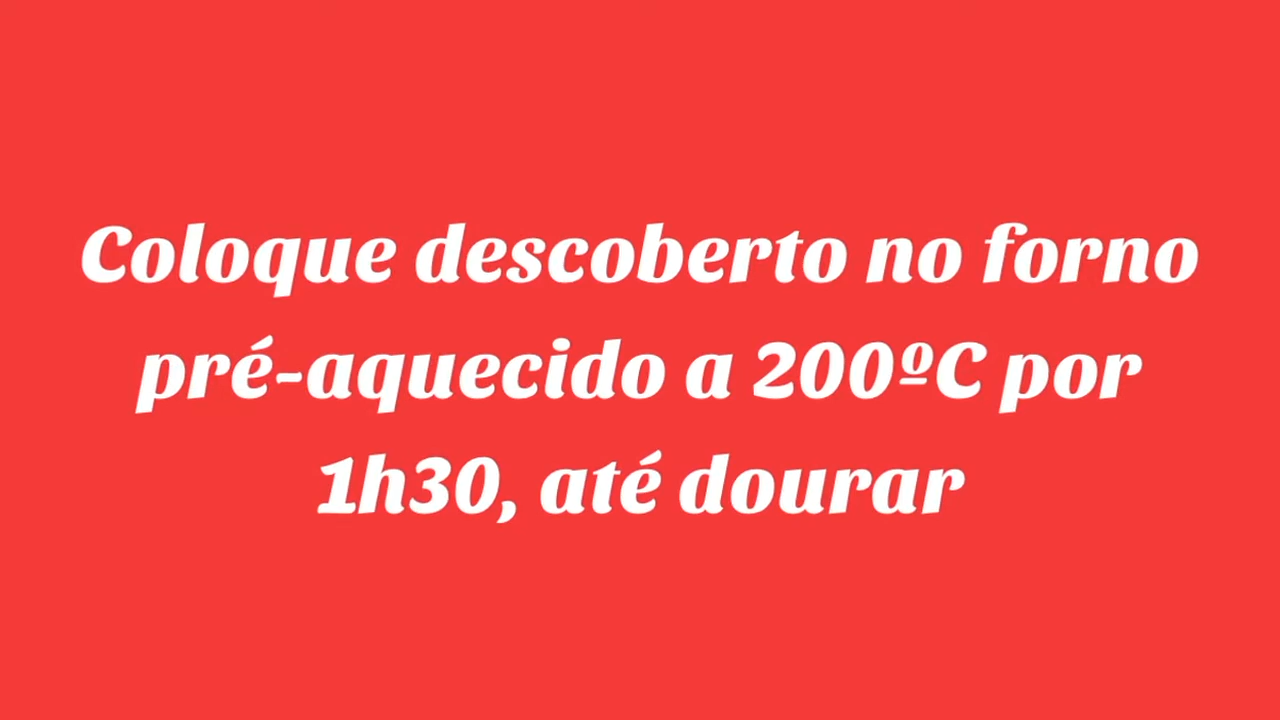 Coloque descoberto no forno
pré-aquecido a 200ºC por
1h30, até dourar